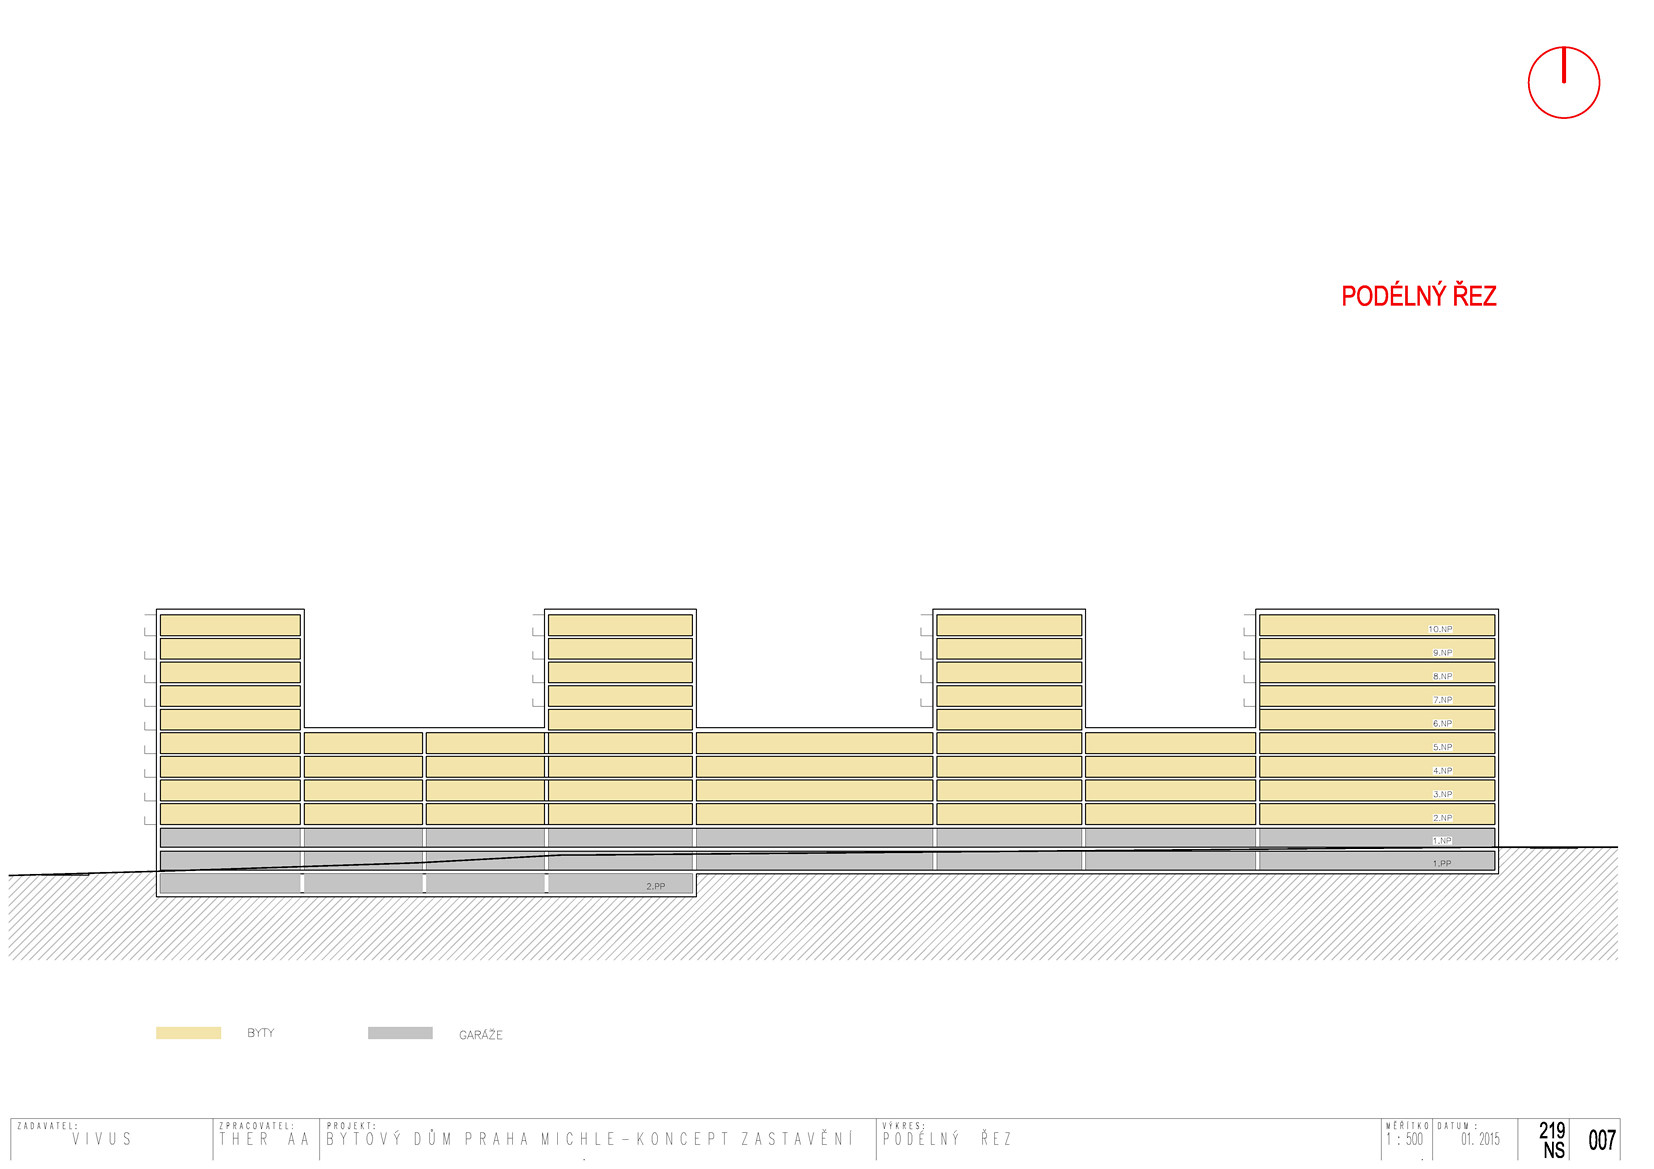 PODÉLNÝ ŘEZ
10.NP
9.NP
8.NP
7.NP
6.NP
5.NP
4.NP
3.NP
2.NP
1.NP
1.PP
2.PP
BYTY
GARÁŽE
ZADAVATEL:
VIVUS
ZPRACOVATEL:
THER AA
PROJEKT:
BYTOVÝ DŮM PRAHA MICHLE-KONCEPT ZASTAVĚNÍ
VÝKRES:
PODÉLNÝ ŘEZ
MĚŘÍTKO
1 : 500
DATUM :
01. 2015
219
NS
007